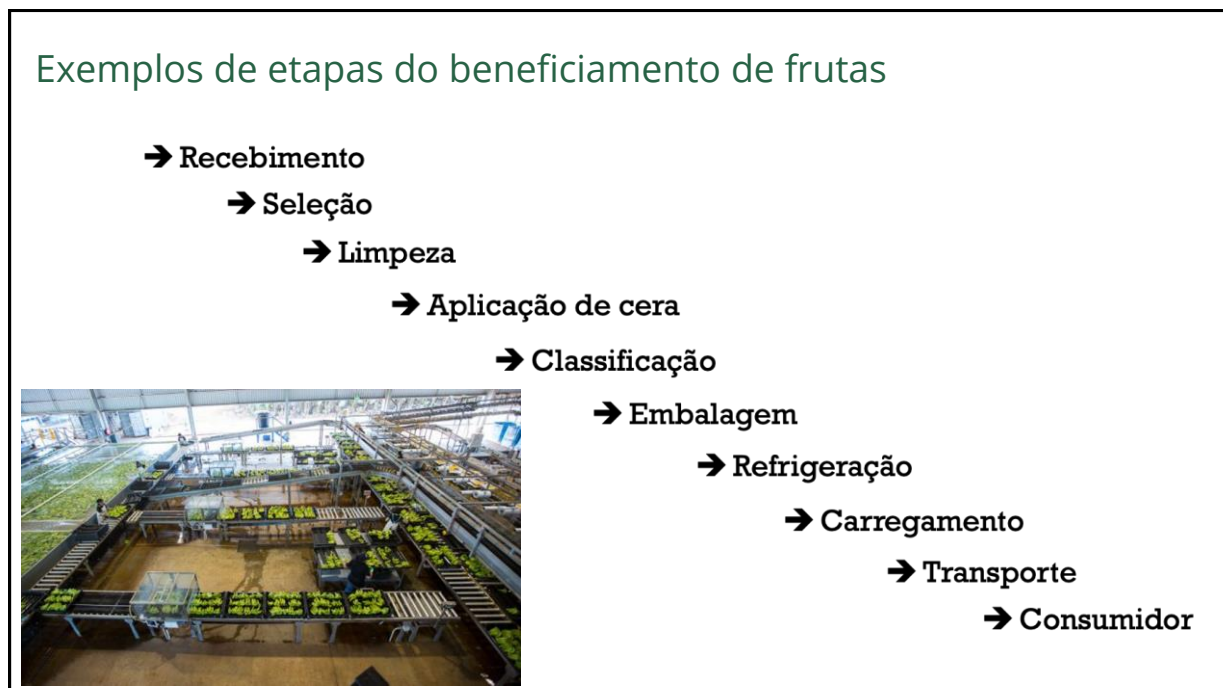 Exemplos de etapas do beneficiamento de frutas
➔ Recebimento
➔ Seleção
➔ Limpeza
➔ Aplicação de cera
➔ Classificação
➔ Embalagem
➔ Refrigeração
➔ Carregamento
➔ Transporte
➔ Consumidor